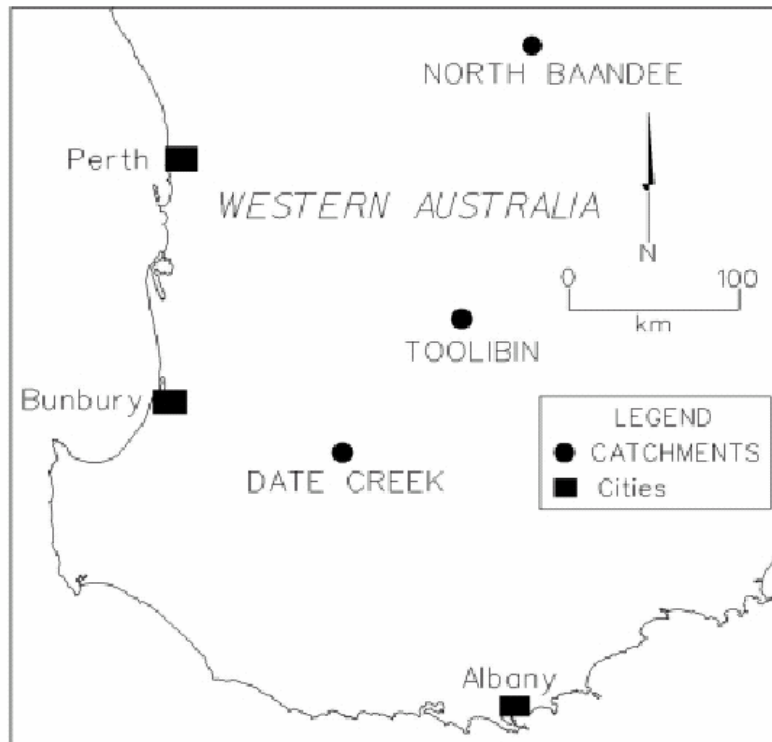 NORTH BAANDEE
Perth
WESTERN AUSTRALIA
N
0 100
km
TOOLIBIN
Bunbury
LEGEND
CATCHMENTS
Cities
DATE CREEK
Albany